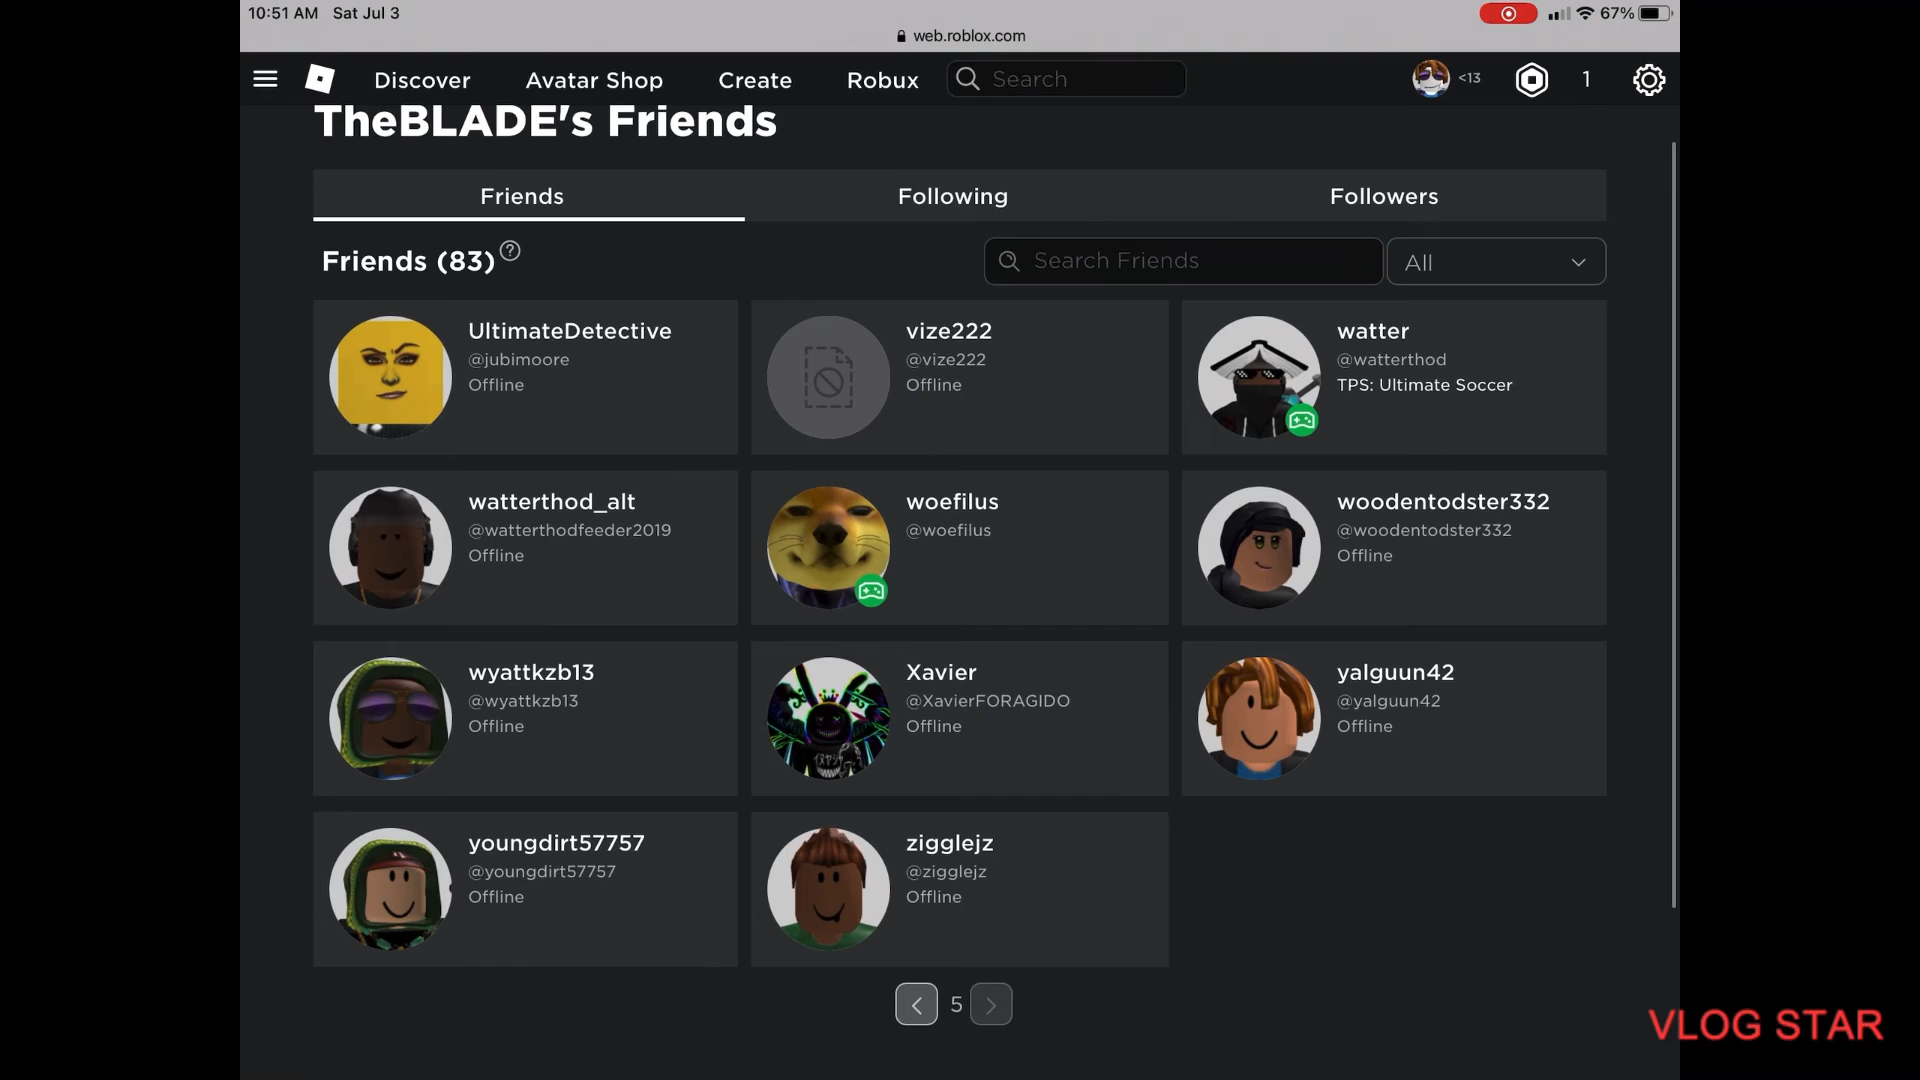 10:51 AM Sat Jul 3
67%
web.roblox.com
Discover Avatar Shop Create Robux Search <13 1
TheBLADE's Friends
Friends Following Followers
Friends (83) ? Search Friends All
UltimateDetective
@jubimoore
Offline
vize222
@vize222
Offline
watter
@watterthod
TPS: Ultimate Soccer
watterthod_alt
@watterthodfeeder2019
Offline
woefilus
@woefilus
woodentodster332
@woodentodster332
Offline
wyattkzb13
@wyattkzb13
Offline
Xavier
@XavierFORAGIDO
Offline
yalguun42
@yalguun42
Offline
youngdirt57757
@youngdirt57757
Offline
zigglejz
@zigglejz
Offline
5
VLOG STAR